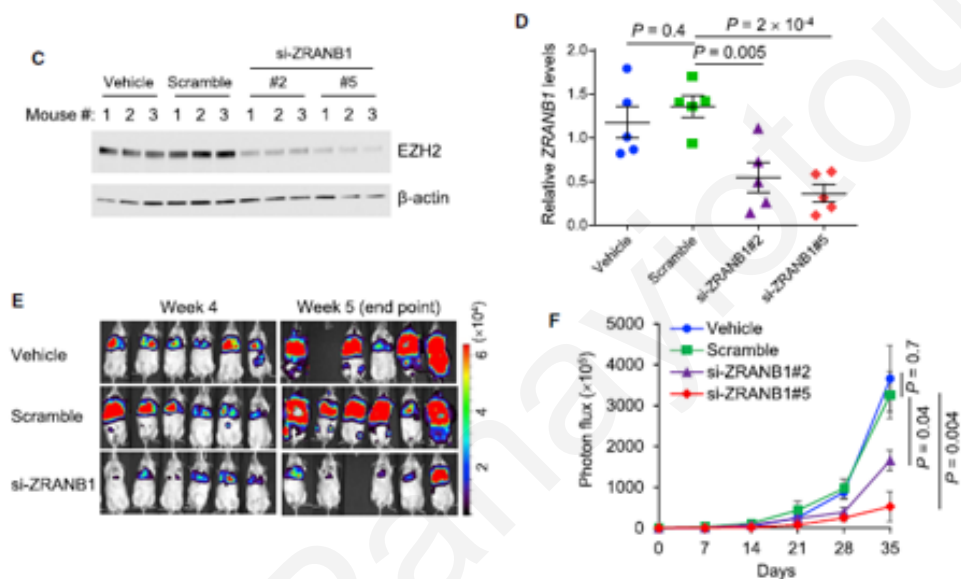 C
si-ZRANB1
Vehicle Scramble #2 #5
Mouse #: 1 2 3 1 2 3 1 2 3 1 2 3
EZH2
β-actin
D
P = 2 × 10⁻⁴
P = 0.4
P = 0.005
Relative ZRANB1 levels
2.0
1.5
1.0
0.5
0.0
Vehicle
Scramble
si-ZRANB1#2
si-ZRANB1#5
E
Week 4 Week 5 (end point)
Vehicle
Scramble
si-ZRANB1
(×10⁶)
6
4
2
F
Photon flux (×10⁶)
5000
4000
3000
2000
1000
0
Vehicle
Scramble
si-ZRANB1#2
si-ZRANB1#5
P = 0.7
P = 0.04
P = 0.004
0 7 14 21 28 35
Days
Panayiotou